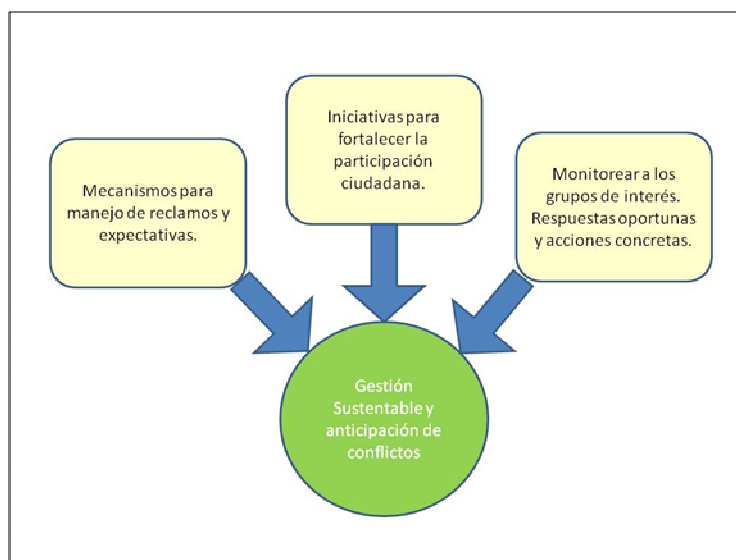 Mecanismos para
manejo de reclamos y
expectativas.
Iniciativas para
fortalecer la
participación
ciudadana.
Monitorear a los
grupos de interés.
Respuestas oportunas
y acciones concretas.
Gestión
Sustentable y
anticipación de
conflictos